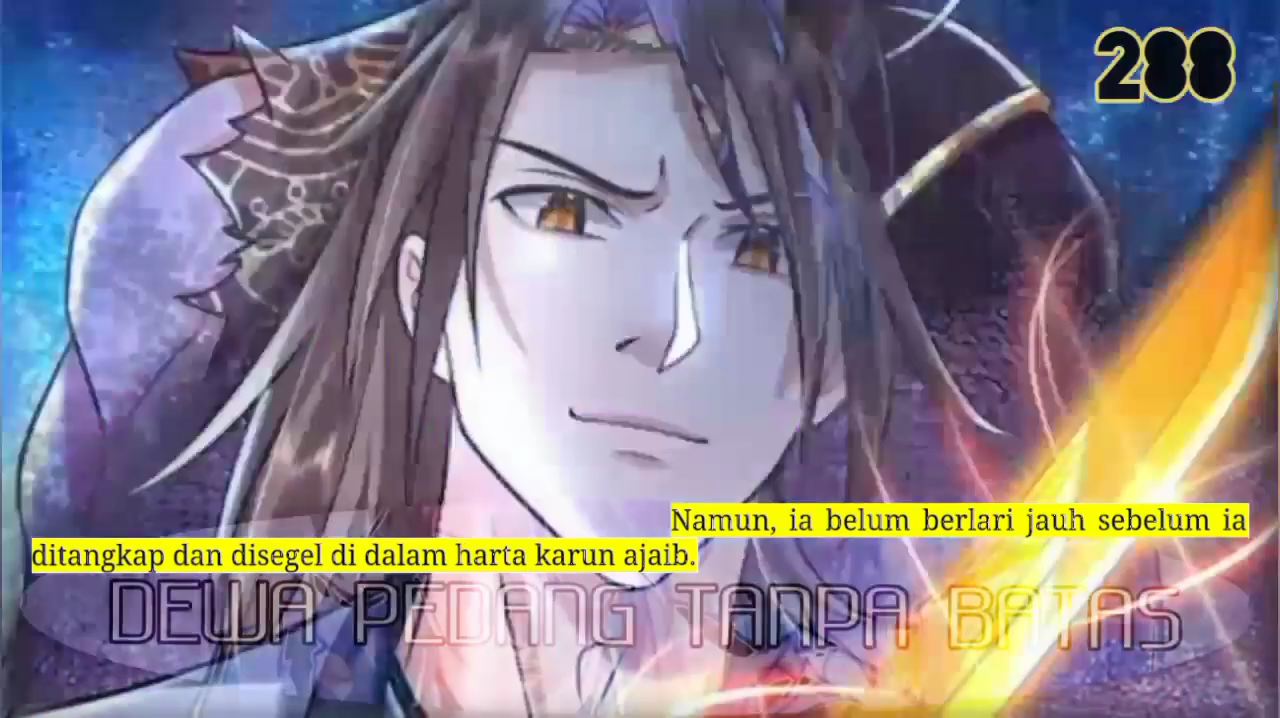 288
Namun, ia belum berlari jauh sebelum ia
ditangkap dan disegel di dalam harta karun ajaib.
DEWA PEDANG TANPA BATAS